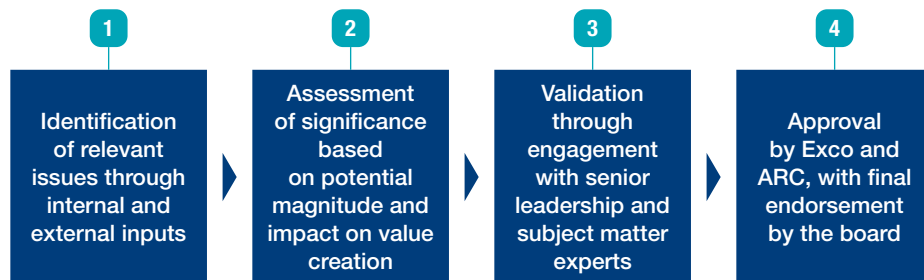 1
Identification
of relevant
issues through
internal and
external inputs
2
Assessment
of significance
based
on potential
magnitude and
impact on value
creation
3
Validation
through
engagement
with senior
leadership and
subject matter
experts
4
Approval
by Exco and
ARC, with final
endorsement
by the board